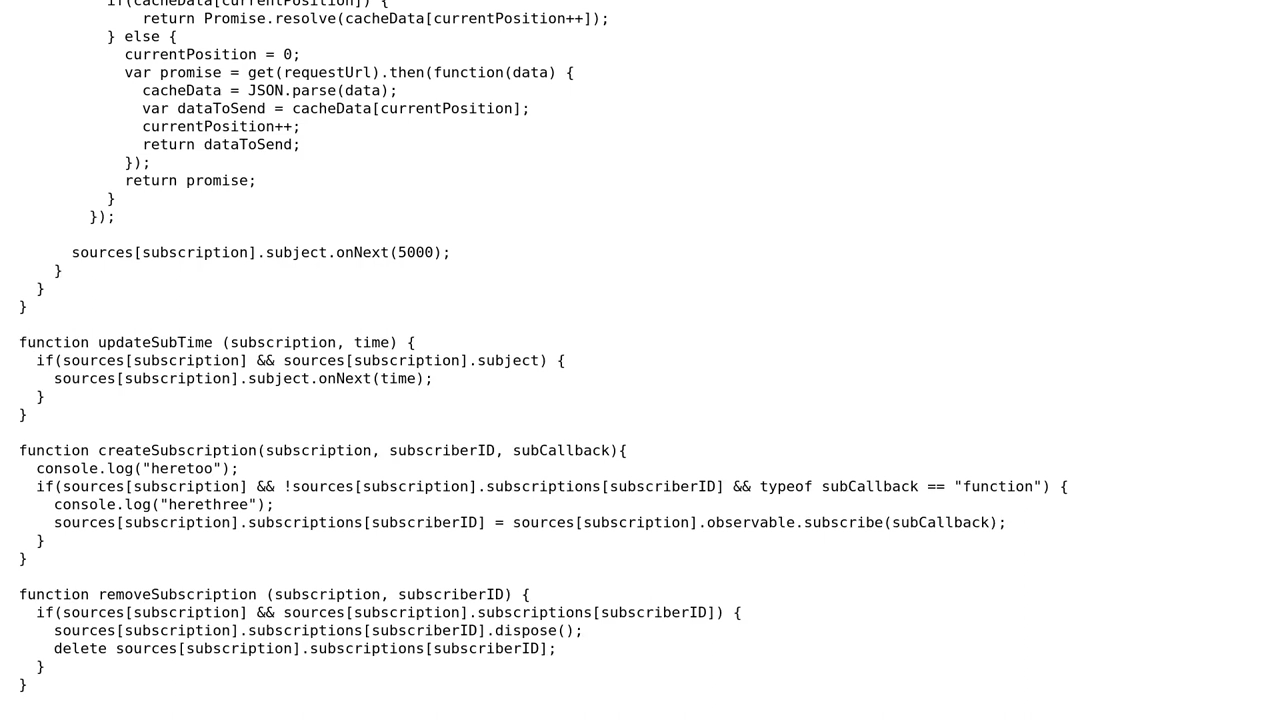 if(cacheData[currentPosition]) {
return Promise.resolve(cacheData[currentPosition++]);
} else {
currentPosition = 0;
var promise = get(requestUrl).then(function(data) {
cacheData = JSON.parse(data);
var dataToSend = cacheData[currentPosition];
currentPosition++;
return dataToSend;
});
return promise;
}
});
sources[subscription].subject.onNext(5000);
}
}
}
function updateSubTime (subscription, time) {
if(sources[subscription] && sources[subscription].subject) {
sources[subscription].subject.onNext(time);
}
}
function createSubscription(subscription, subscriberID, subCallback){
console.log("heretoo");
if(sources[subscription] && !sources[subscription].subscriptions[subscriberID] && typeof subCallback == "function") {
console.log("herethree");
sources[subscription].subscriptions[subscriberID] = sources[subscription].observable.subscribe(subCallback);
}
}
function removeSubscription (subscription, subscriberID) {
if(sources[subscription] && sources[subscription].subscriptions[subscriberID]) {
sources[subscription].subscriptions[subscriberID].dispose();
delete sources[subscription].subscriptions[subscriberID];
}
}